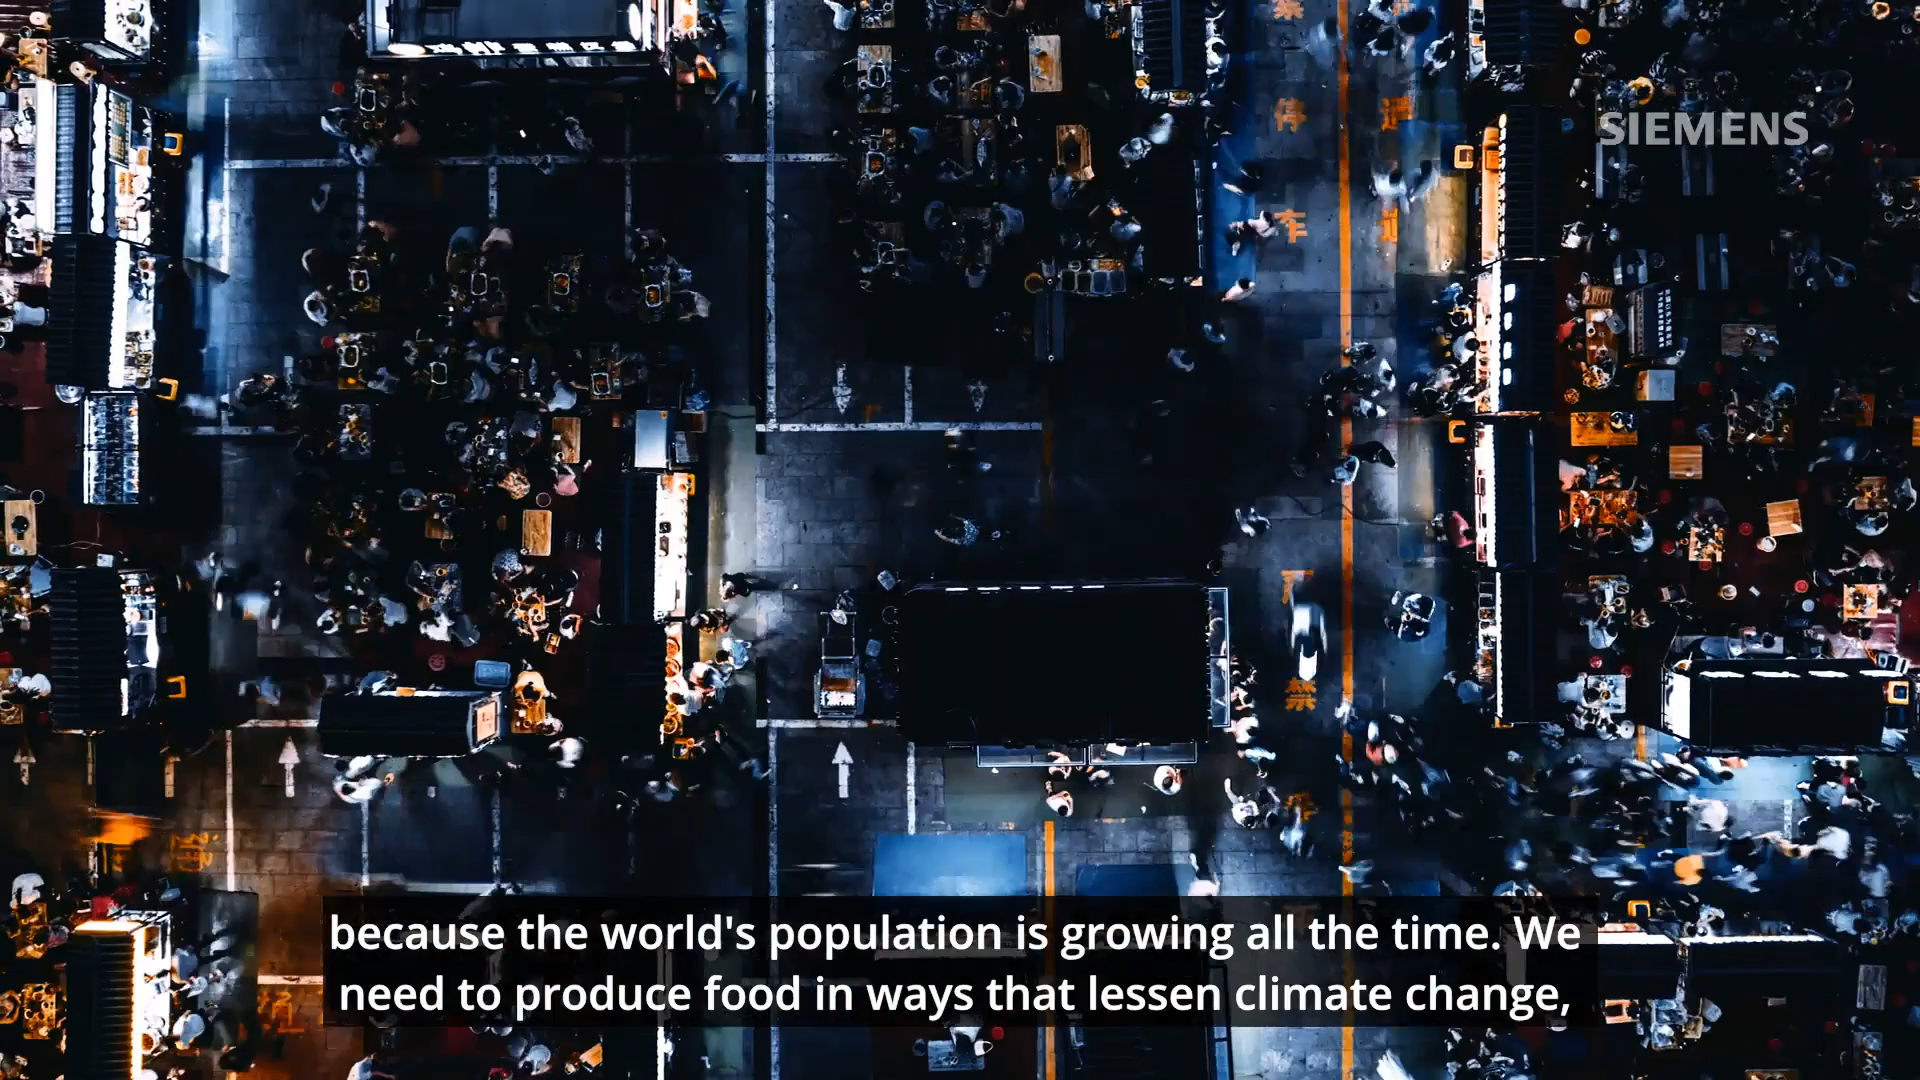 SIEMENS
停
车
禁
because the world's population is growing all the time. We
need to produce food in ways that lessen climate change,